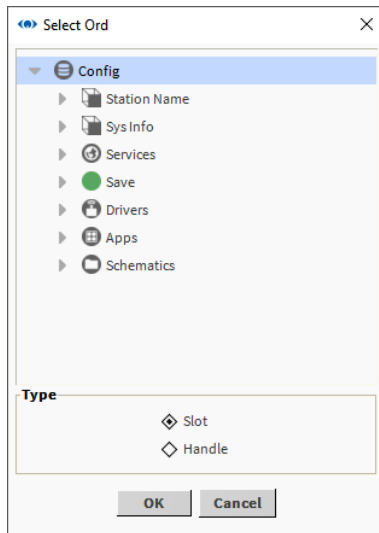 Select Ord
Config
Station Name
Sys Info
Services
Save
Drivers
Apps
Schematics
Type
Slot
Handle
OK Cancel